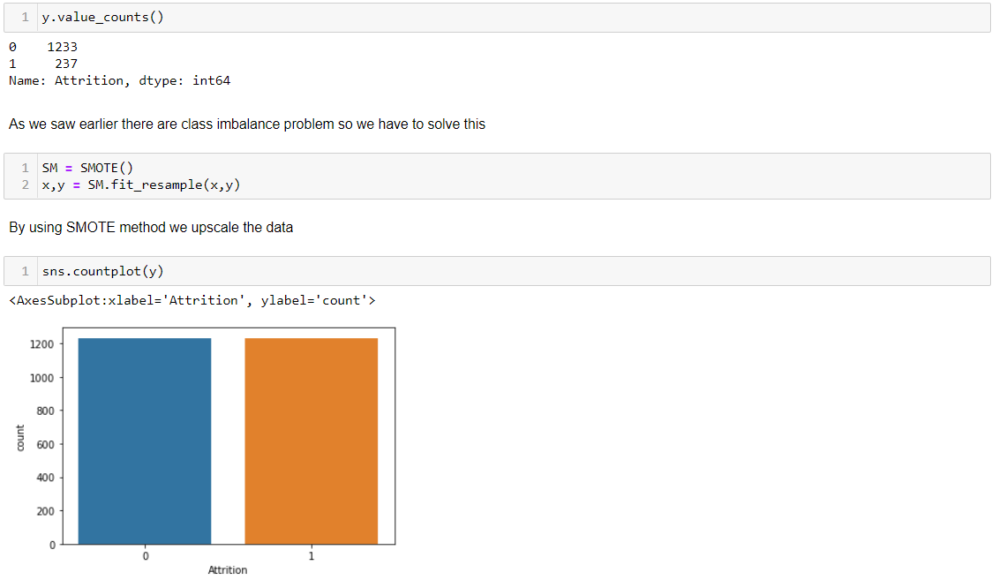 1 y.value_counts()
0 1233
1 237
Name: Attrition, dtype: int64
As we saw earlier there are class imbalance problem so we have to solve this
1 SM = SMOTE()
2 x,y = SM.fit_resample(x,y)
By using SMOTE method we upscale the data
1 sns.countplot(y)
<AxesSubplot:xlabel='Attrition', ylabel='count'>
1200
1000
800
600
400
200
0
count
0 1
Attrition